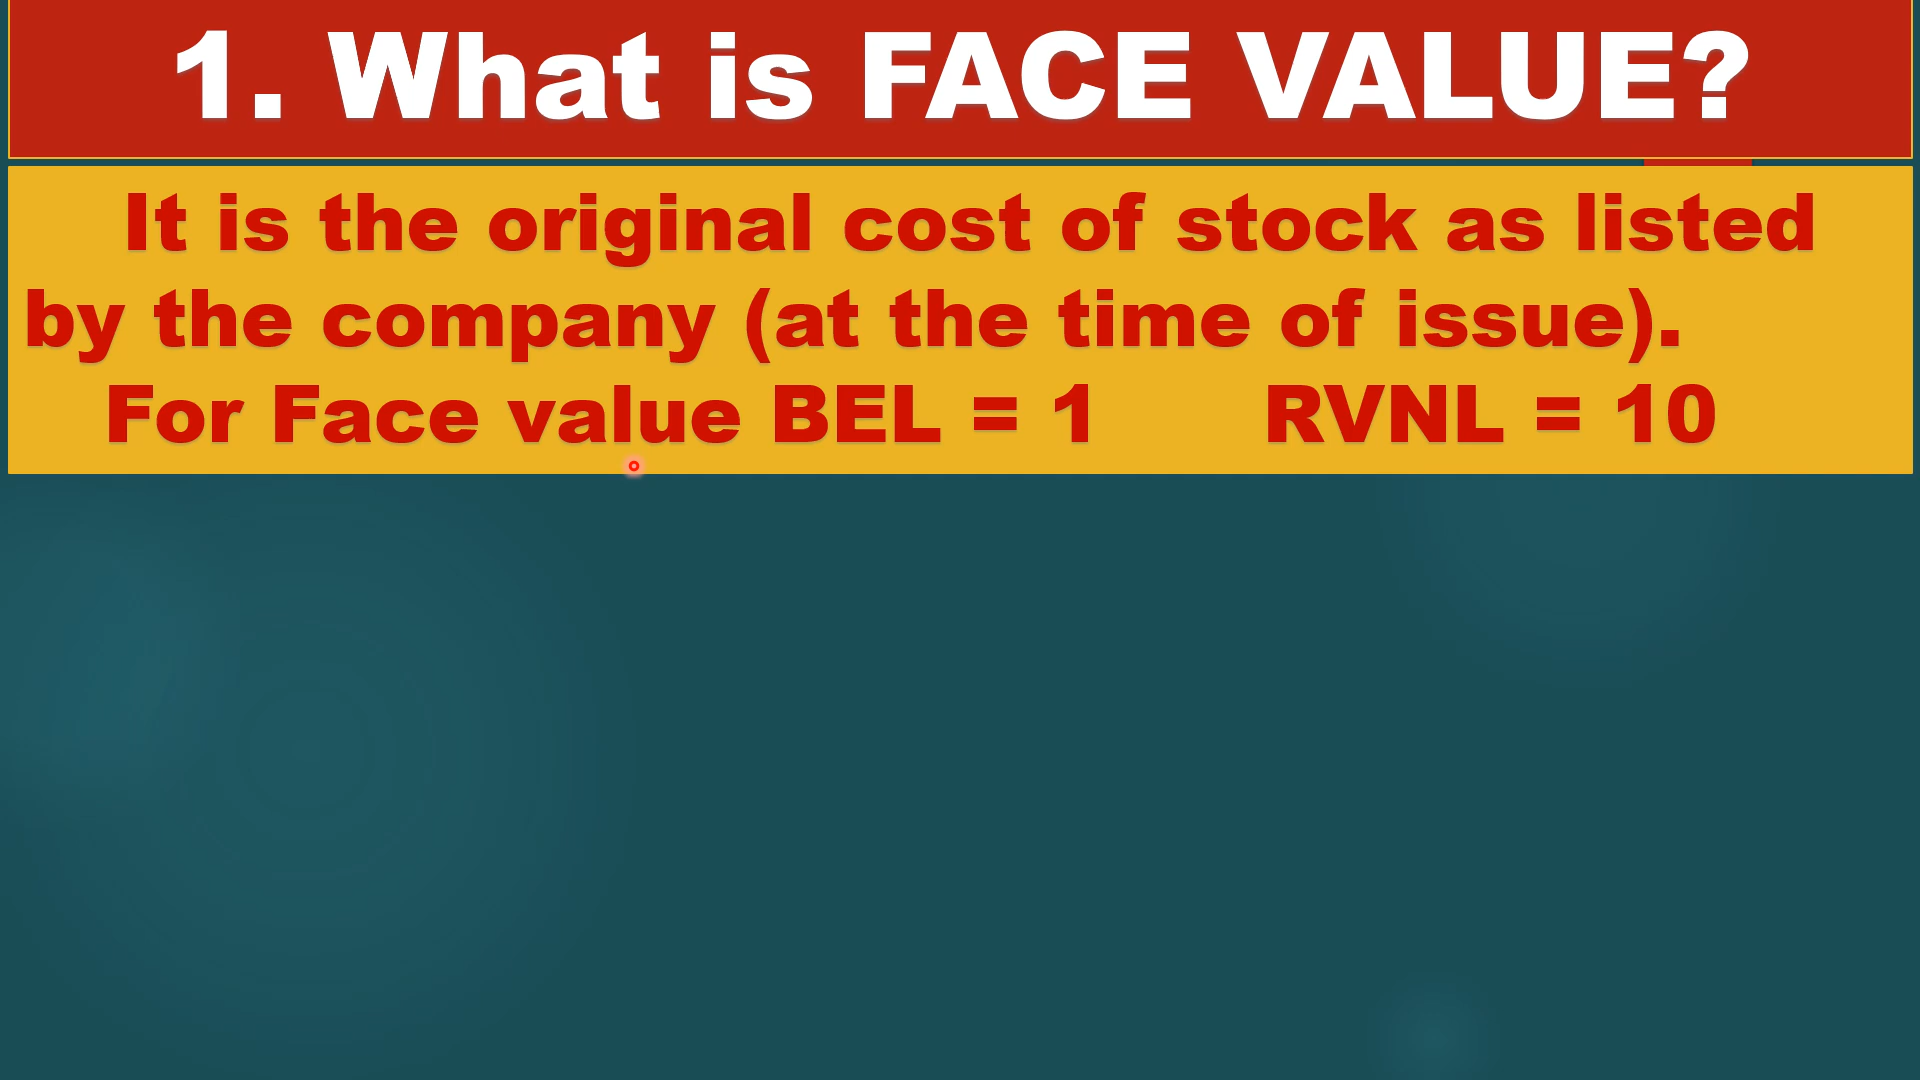 1. What is FACE VALUE?
It is the original cost of stock as listed
by the company (at the time of issue).
For Face value BEL = 1 RVNL = 10